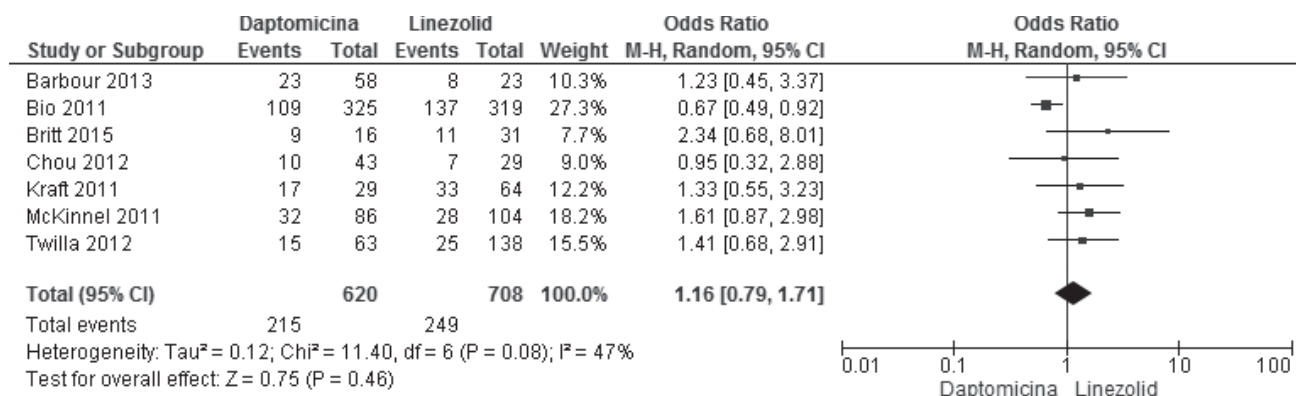 Daptomicina Linezolid Odds Ratio Odds Ratio
Study or Subgroup Events Total Events Total Weight M-H, Random, 95% CI M-H, Random, 95% CI
Barbour 2013 23 58 8 23 10.3% 1.23 [0.45, 3.37]
Bio 2011 109 325 137 319 27.3% 0.67 [0.49, 0.92]
Britt 2015 9 16 11 31 7.7% 2.34 [0.68, 8.01]
Chou 2012 10 43 7 29 9.0% 0.95 [0.32, 2.88]
Kraft 2011 17 29 33 64 12.2% 1.33 [0.55, 3.23]
McKinnel 2011 32 86 28 104 18.2% 1.61 [0.87, 2.98]
Twilla 2012 15 63 25 138 15.5% 1.41 [0.68, 2.91]
Total (95% CI) 620 708 100.0% 1.16 [0.79, 1.71]
Total events 215 249
Heterogeneity: Tau² = 0.12; Chi² = 11.40, df = 6 (P = 0.08); I² = 47%
Test for overall effect: Z = 0.75 (P = 0.46)
0.01 0.1 1 10 100
Daptomicina Linezolid